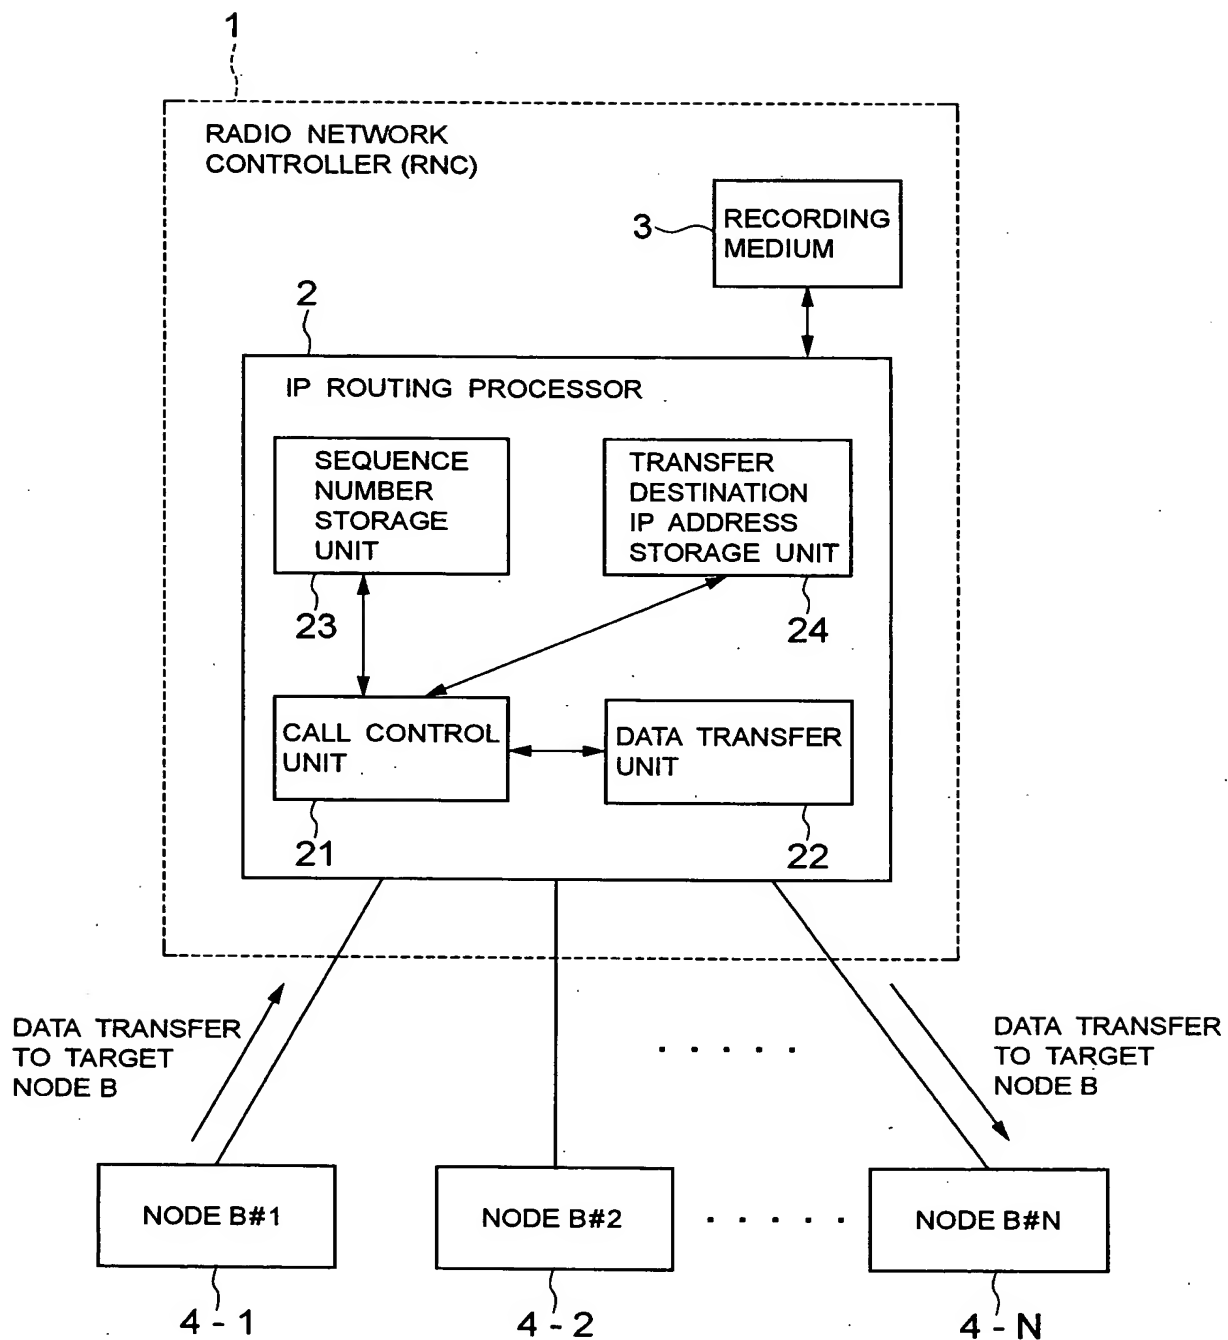 1
RADIO NETWORK
CONTROLLER (RNC)
3
RECORDING
MEDIUM
2
IP ROUTING PROCESSOR
SEQUENCE
NUMBER
STORAGE
UNIT
23
TRANSFER
DESTINATION
IP ADDRESS
STORAGE UNIT
24
CALL CONTROL
UNIT
21
DATA TRANSFER
UNIT
22
DATA TRANSFER
TO TARGET
NODE B
DATA TRANSFER
TO TARGET
NODE B
NODE B#1
NODE B#2
NODE B#N
4 - 1
4 - 2
4 - N